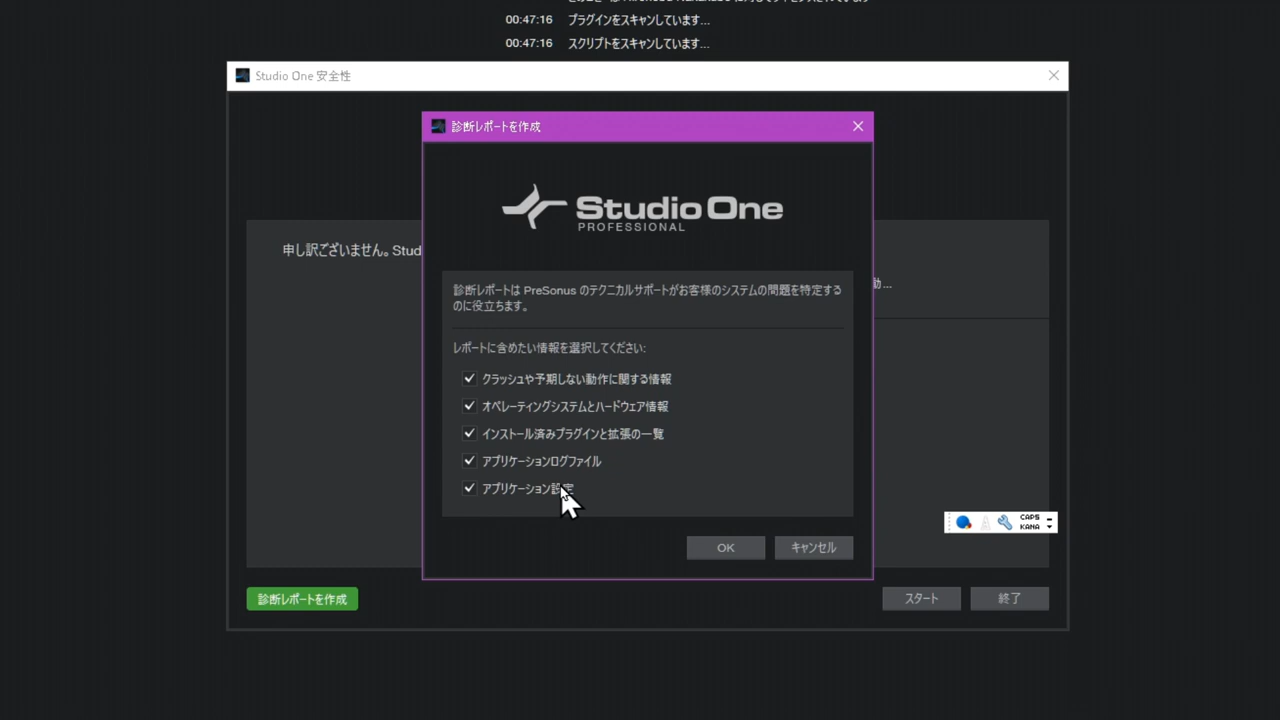 00:47:16 プラグインをスキャンしています...
00:47:16 スクリプトをスキャンしています...
Studio One 安全性
診断レポートを作成
Studio One
PROFESSIONAL
申し訳ございません。Stud
動...
診断レポートは PreSonus のテクニカルサポートがお客様のシステムの問題を特定する
のに役立ちます。
レポートに含めたい情報を選択してください:
クラッシュや予期しない動作に関する情報
オペレーティングシステムとハードウェア情報
インストール済みプラグインと拡張の一覧
アプリケーションログファイル
アプリケーション設定
CAPS
KANA
OK キャンセル
診断レポートを作成 スタート 終了